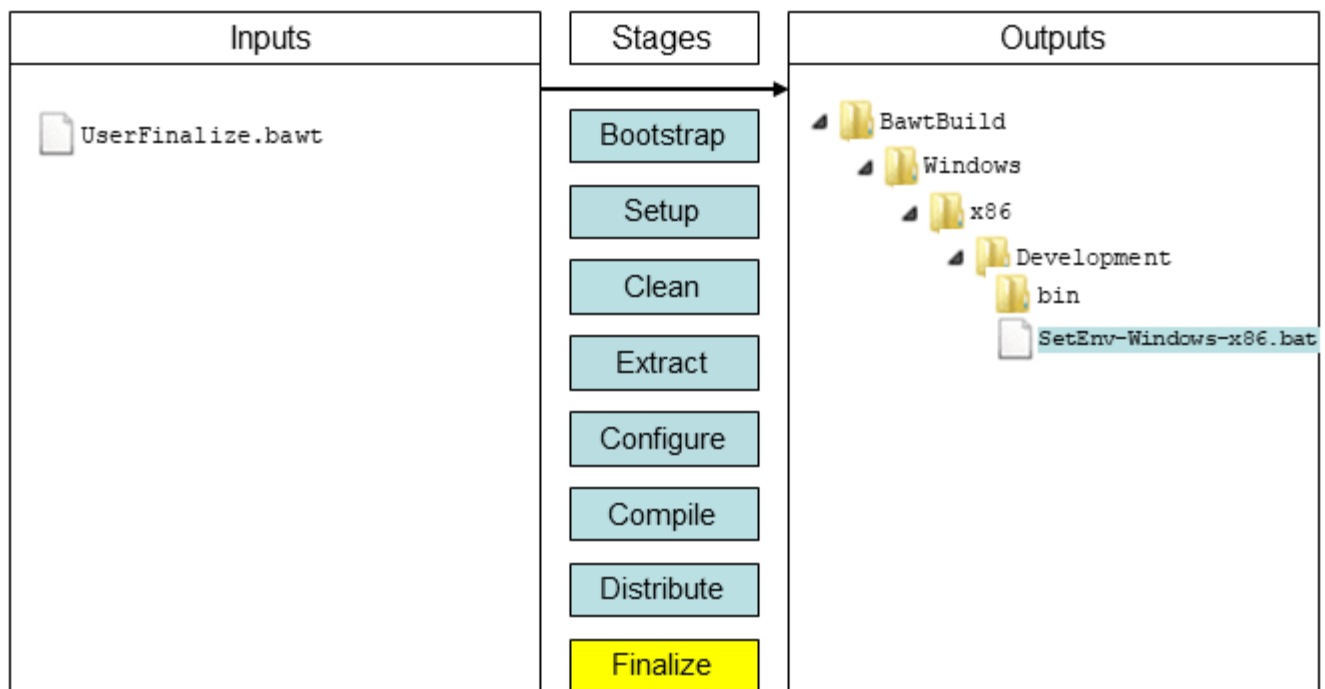 Inputs
Stages
Outputs
UserFinalize.bawt
Bootstrap
Setup
Clean
Extract
Configure
Compile
Distribute
Finalize
BawtBuild
Windows
x86
Development
bin
SetEnv-Windows-x86.bat